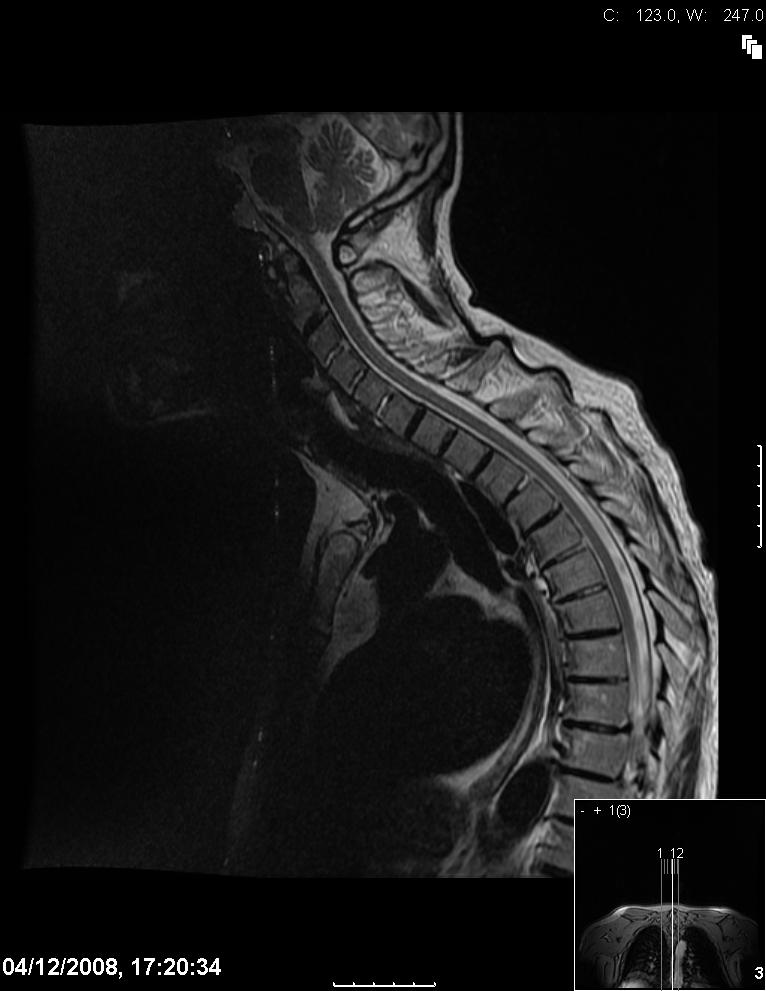 C: 123.0, W: 247.0
- + 1(3)
1 12
3
04/12/2008, 17:20:34